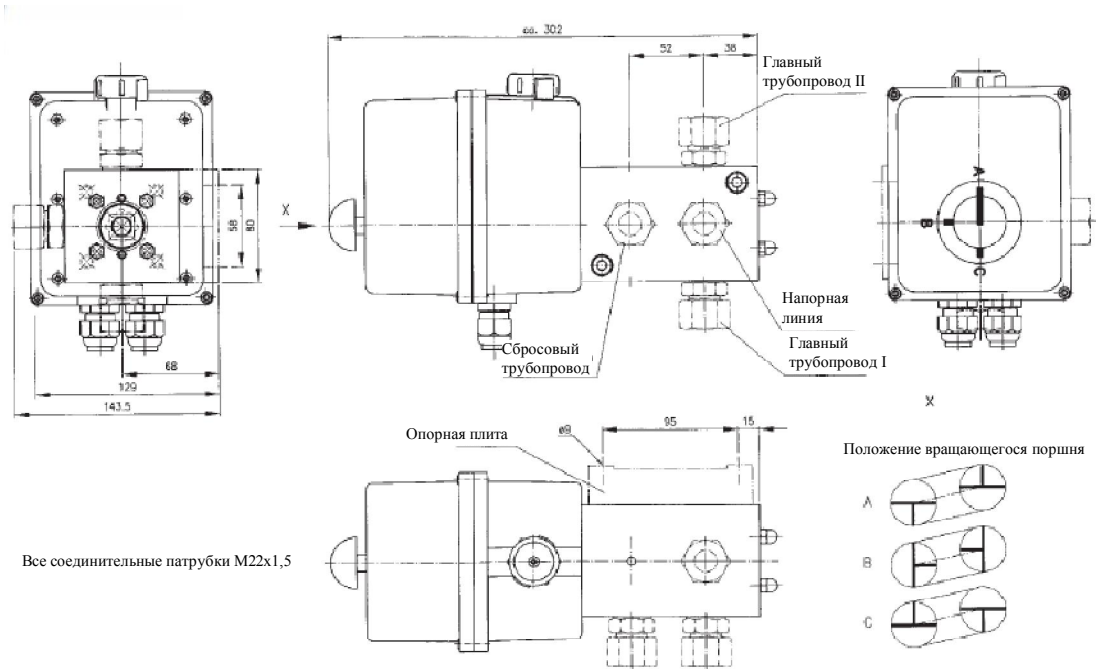 ca. 302
52
38
Главный
трубопровод II
58
80
X
A
B
C
Напорная
линия
Сбросовый
трубопровод
Главный
трубопровод I
68
129
143.5
X
Опорная плита
ø9
95
15
Положение вращающегося поршня
A
B
C
Все соединительные патрубки M22x1,5